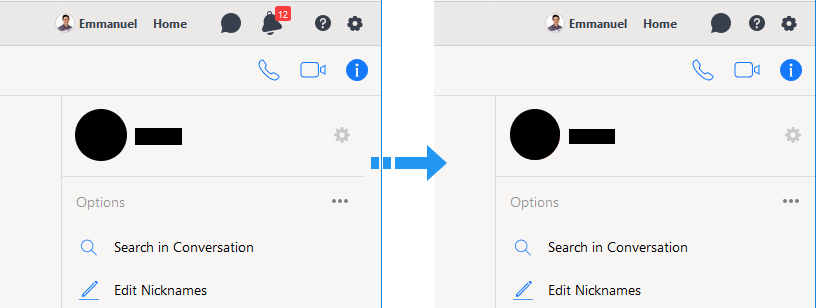 Emmanuel Home 12
Options
Search in Conversation
Edit Nicknames
Emmanuel Home
Options
Search in Conversation
Edit Nicknames